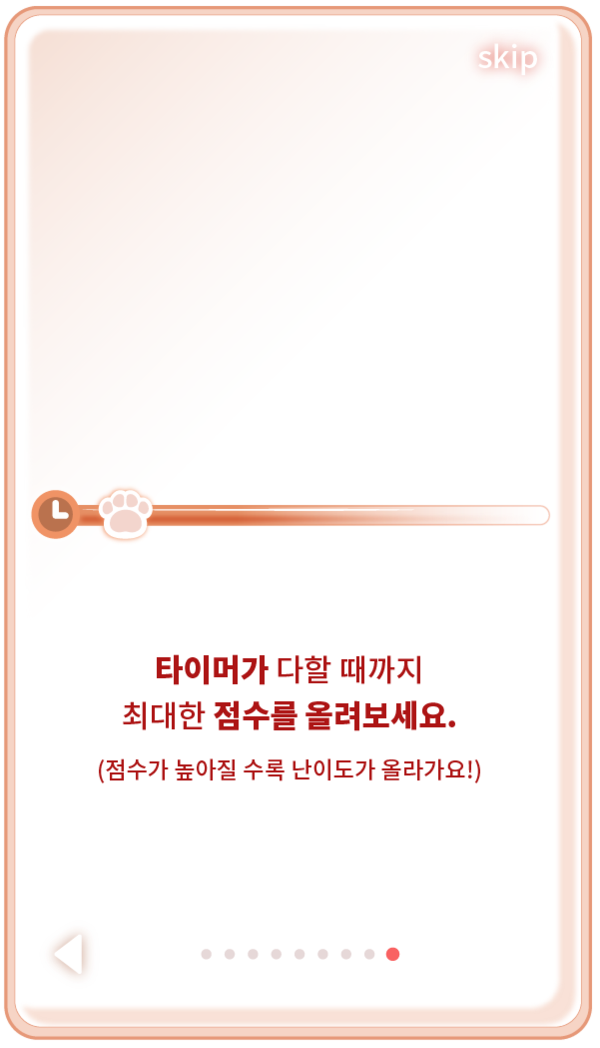 skip
타이머가 다할 때까지
최대한 점수를 올려보세요.
(점수가 높아질 수록 난이도가 올라가요!)